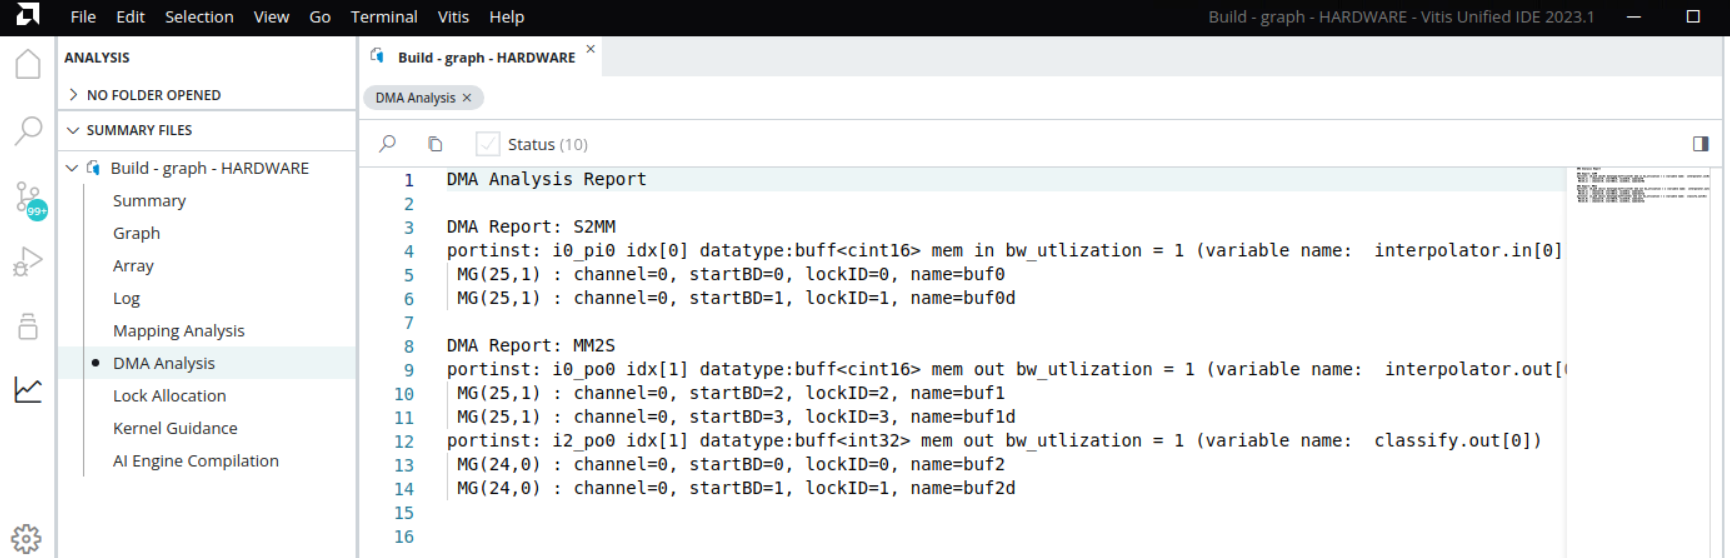 File Edit Selection View Go Terminal Vitis Help Build - graph - HARDWARE - Vitis Unified IDE 2023.1
ANALYSIS
NO FOLDER OPENED
SUMMARY FILES
Build - graph - HARDWARE
Summary
Graph
Array
Log
Mapping Analysis
DMA Analysis
Lock Allocation
Kernel Guidance
AI Engine Compilation
99+
Build - graph - HARDWARE
DMA Analysis
Status (10)
1 DMA Analysis Report
2
3 DMA Report: S2MM
4 portinst: i0_pi0 idx[0] datatype:buff<cint16> mem in bw_utlization = 1 (variable name: interpolator.in[0]
5 MG(25,1) : channel=0, startBD=0, lockID=0, name=buf0
6 MG(25,1) : channel=0, startBD=1, lockID=1, name=buf0d
7
8 DMA Report: MM2S
9 portinst: i0_po0 idx[1] datatype:buff<cint16> mem out bw_utlization = 1 (variable name: interpolator.out[
10 MG(25,1) : channel=0, startBD=2, lockID=2, name=buf1
11 MG(25,1) : channel=0, startBD=3, lockID=3, name=buf1d
12 portinst: i2_po0 idx[1] datatype:buff<int32> mem out bw_utlization = 1 (variable name: classify.out[0])
13 MG(24,0) : channel=0, startBD=0, lockID=0, name=buf2
14 MG(24,0) : channel=0, startBD=1, lockID=1, name=buf2d
15
16